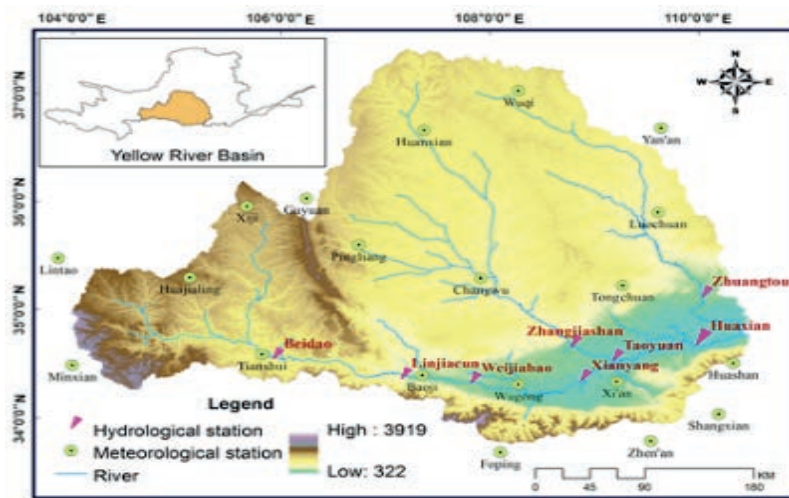 104°0'0"E 106°0'0"E 108°0'0"E 110°0'0"E
37°0'0"N
36°0'0"N
35°0'0"N
34°0'0"N
Yellow River Basin
N
W E
S
Wuqi
Huanxian
Yan'an
Xiji
Guyuan
Luochuan
Lintao
Pingliang
Huajialing
Changwu
Tongchuan
Zhuangtou
Zhangjiashan
Huaxian
Taoyuan
Beidao
Tianshui
Linjiacun
Weijiabao
Xianyang
Minxian
Baoji
Wugong
Xi'an
Huashan
Shangxian
Foping
Zhen'an
Legend
Hydrological station
Meteorological station
River
High : 3919
Low: 322
0 22 45 90 180
KM